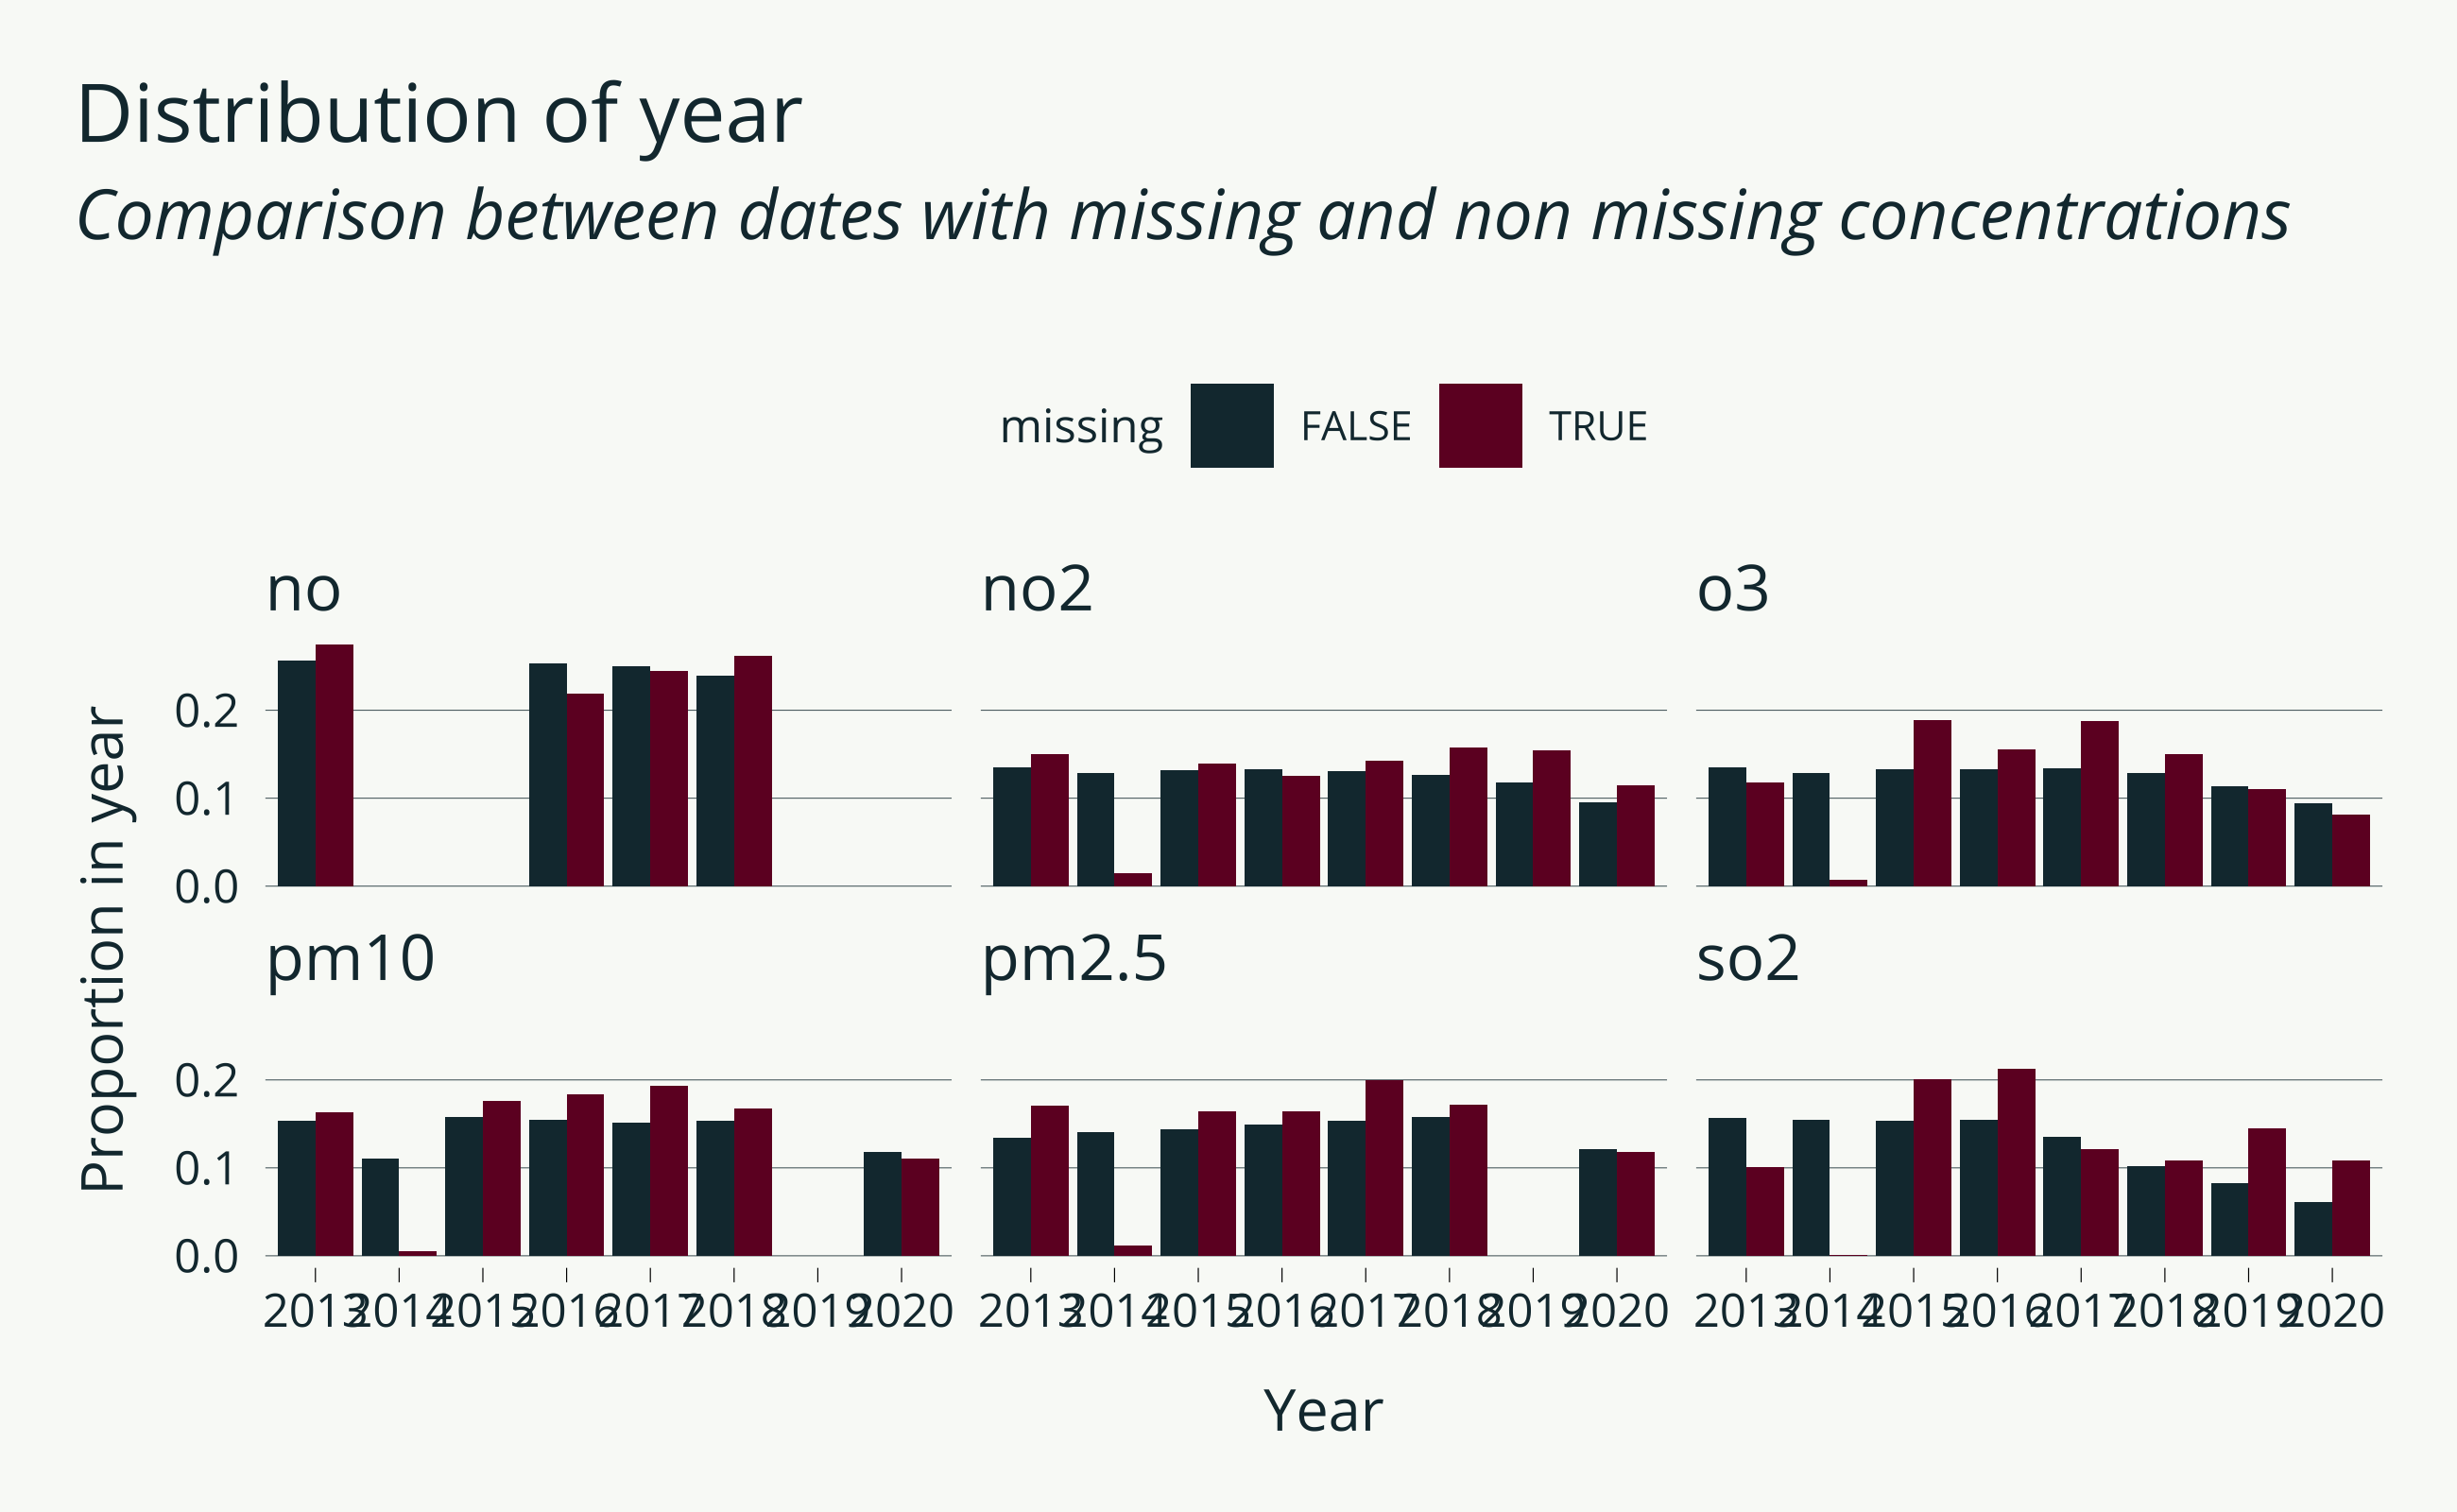 Distribution of year
Comparison between dates with missing and non missing concentrations
missing FALSE TRUE
no no2 o3
0.2
0.1
0.0
pm10 pm2.5 so2
0.2
0.1
0.0
2013 2014 2015 2016 2017 2018 2019 2020 2013 2014 2015 2016 2017 2018 2019 2020 2013 2014 2015 2016 2017 2018 2019 2020
Proportion in year
Year